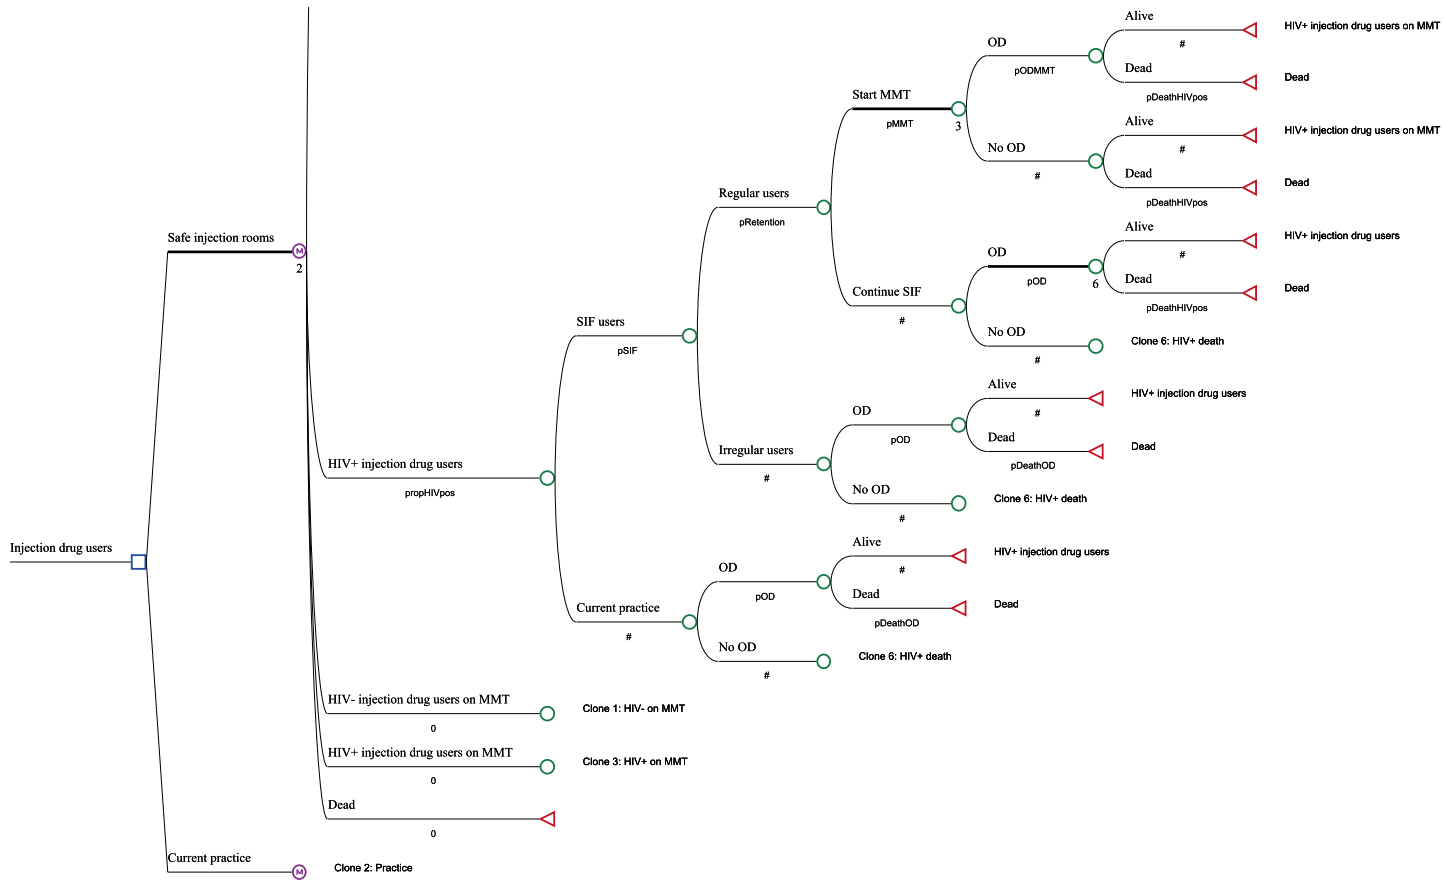 Alive
HIV+ injection drug users on MMT
#
OD
pODMMT
Dead
Dead
pDeathHIVpos
Start MMT
pMMT
3
Alive
HIV+ injection drug users on MMT
#
No OD
#
Dead
Dead
pDeathHIVpos
Regular users
pRetention
Alive
HIV+ injection drug users
#
Safe injection rooms
M
2
OD
pOD
6
Dead
Dead
pDeathHIVpos
Continue SIF
#
No OD
#
Clone 6: HIV+ death
SIF users
pSIF
Alive
HIV+ injection drug users
#
OD
pOD
Dead
Dead
pDeathOD
Irregular users
#
HIV+ injection drug users
propHIVpos
No OD
#
Clone 6: HIV+ death
Injection drug users
Alive
HIV+ injection drug users
#
OD
pOD
Dead
Dead
pDeathOD
Current practice
#
No OD
#
Clone 6: HIV+ death
HIV- injection drug users on MMT
0
Clone 1: HIV- on MMT
HIV+ injection drug users on MMT
0
Clone 3: HIV+ on MMT
Dead
0
Current practice
M
Clone 2: Practice